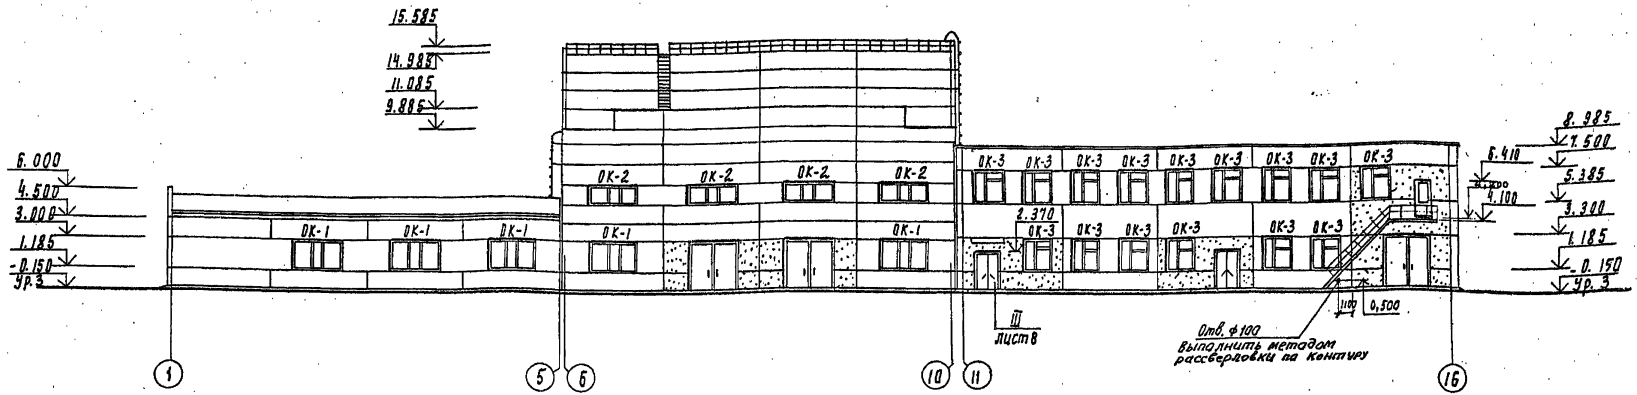 15.585
14.985
11.085
9.885
6.000
4.500
3.000
1.185
-0.150
Ур.З
8.985
7.500
6.410
5.385
4.100
3.300
1.185
-0.150
Ур.З
ОК-2 ОК-2 ОК-2 ОК-2
ОК-3 ОК-3 ОК-3 ОК-3 ОК-3 ОК-3 ОК-3 ОК-3 ОК-3
2.370
ОК-1 ОК-1 ОК-1 ОК-1 ОК-1
ОК-3 ОК-3 ОК-3 ОК-3 ОК-3 ОК-3
1100
0,500
III
лист 8
Отв. ф100
выполнить метадом
рассверловки па контуру
1 5 6 10 11 16